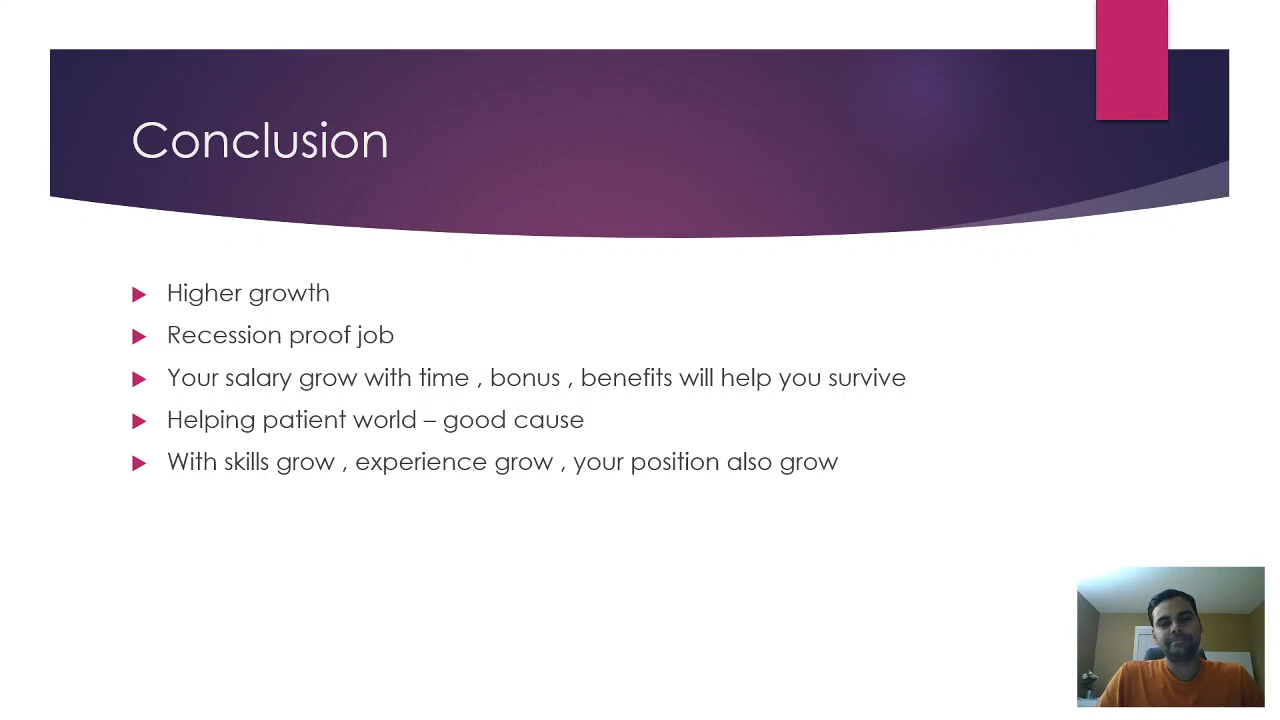 Conclusion
Higher growth
Recession proof job
Your salary grow with time , bonus , benefits will help you survive
Helping patient world – good cause
With skills grow , experience grow , your position also grow